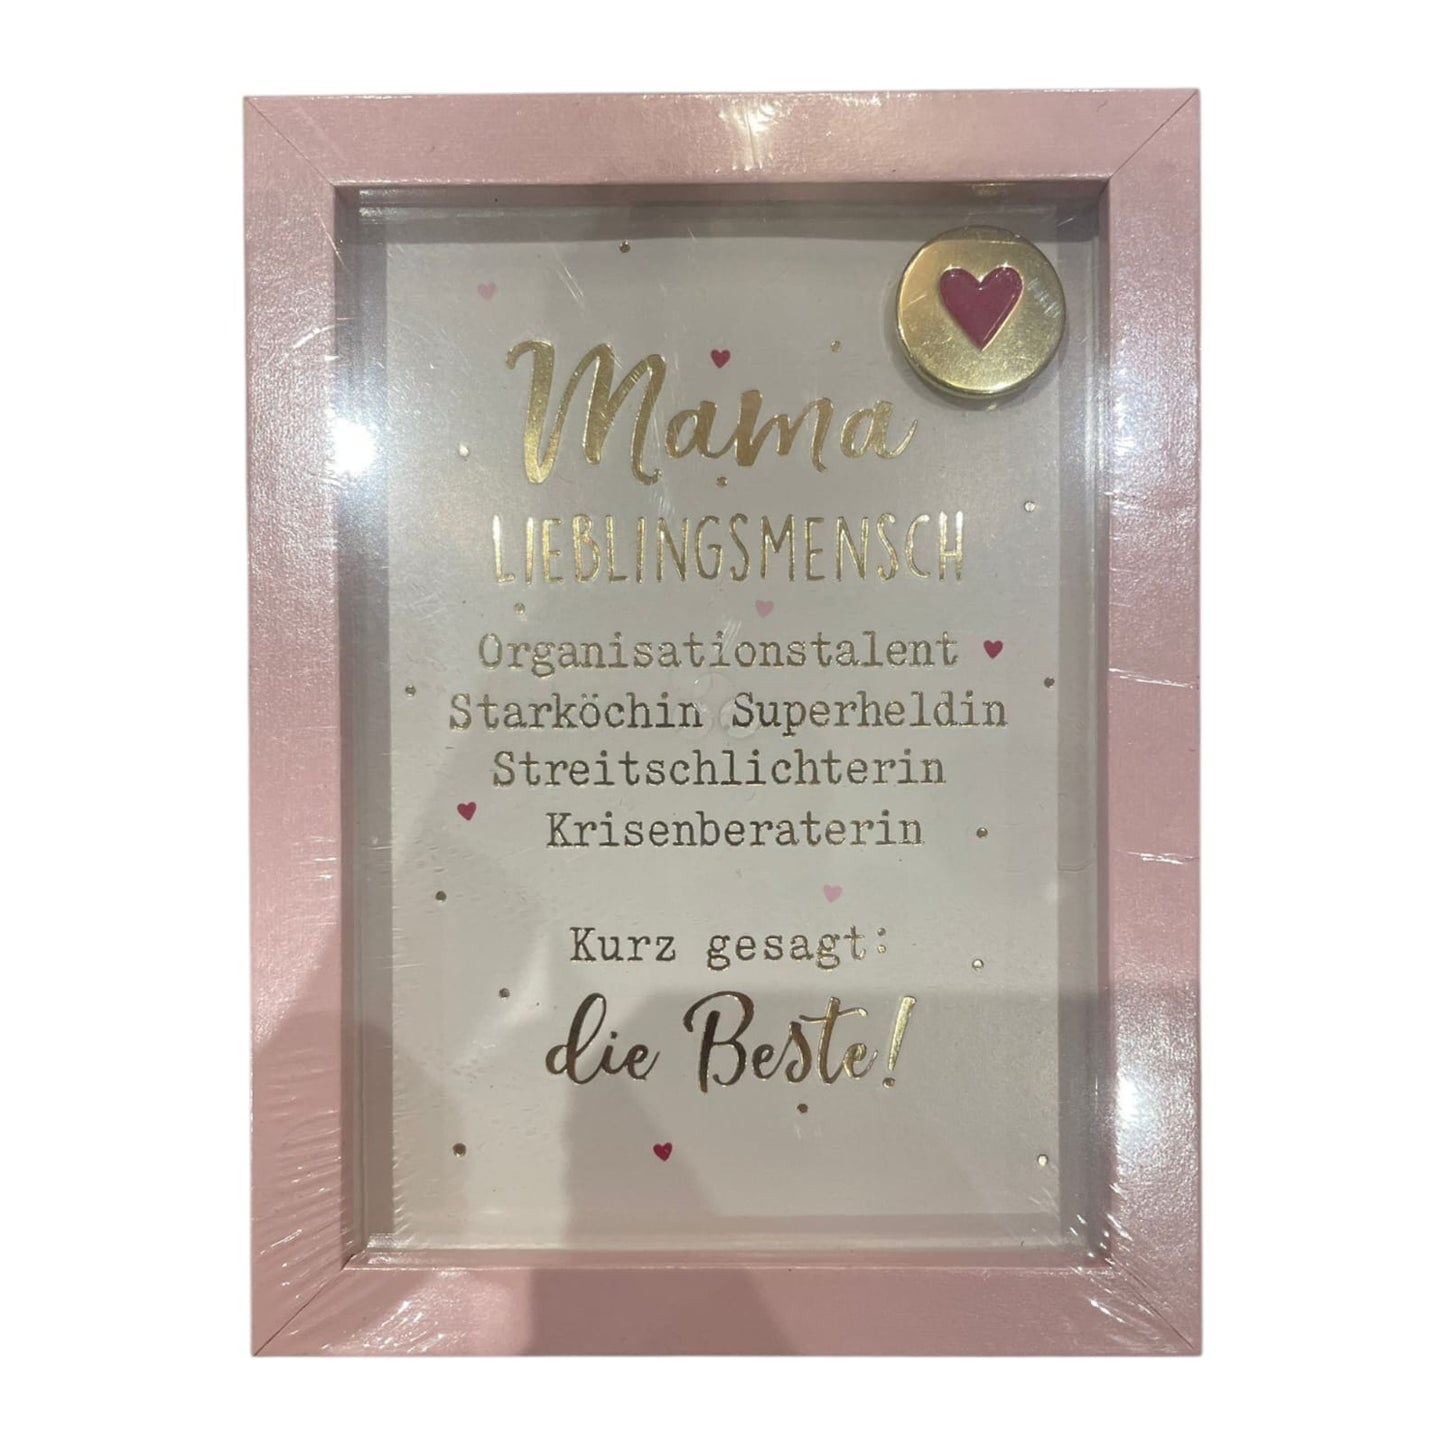 Mama
LIEBLINGSMENSCH
Organisationstalent
Starköchin Superheldin
Streitschlichterin
Krisenberaterin
Kurz gesagt:
die Beste!